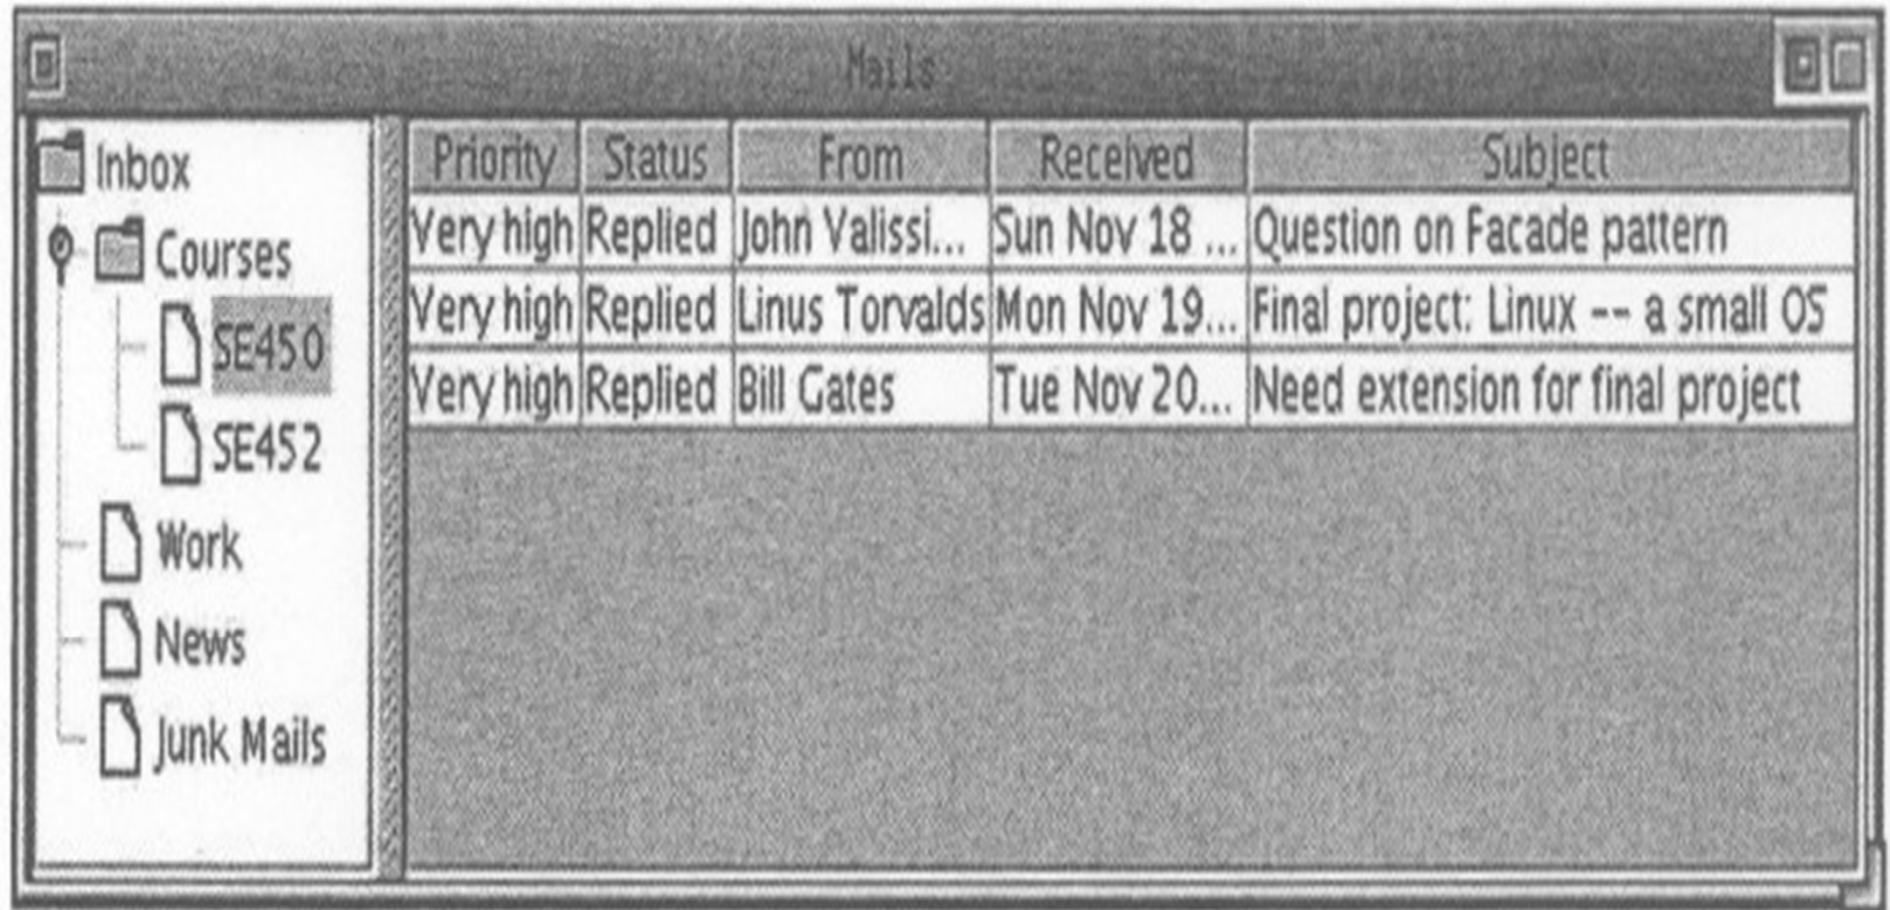 Mails
Inbox
Courses
SE450
SE452
Work
News
Junk Mails
Priority Status From Received Subject
Very high Replied John Valissi... Sun Nov 18 ... Question on Facade pattern
Very high Replied Linus Torvalds Mon Nov 19... Final project: Linux -- a small OS
Very high Replied Bill Gates Tue Nov 20... Need extension for final project